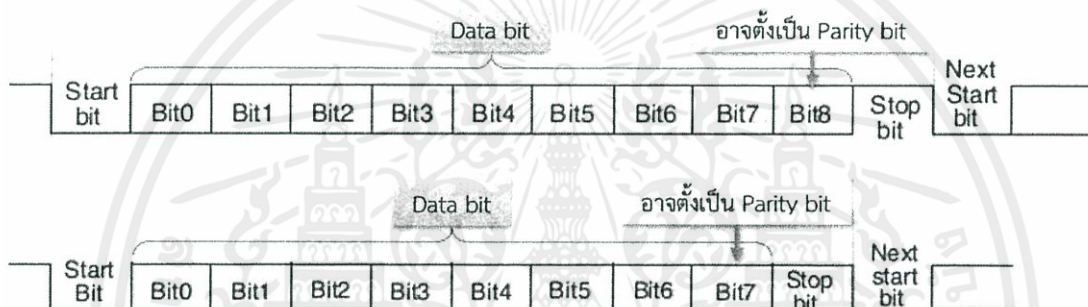 Data bit
อาจตั้งเป็น Parity bit
Start bit
Bit0
Bit1
Bit2
Bit3
Bit4
Bit5
Bit6
Bit7
Bit8
Stop bit
Next Start bit
Data bit
อาจตั้งเป็น Parity bit
Start Bit
Bit0
Bit1
Bit2
Bit3
Bit4
Bit5
Bit6
Bit7
Stop bit
Next start bit